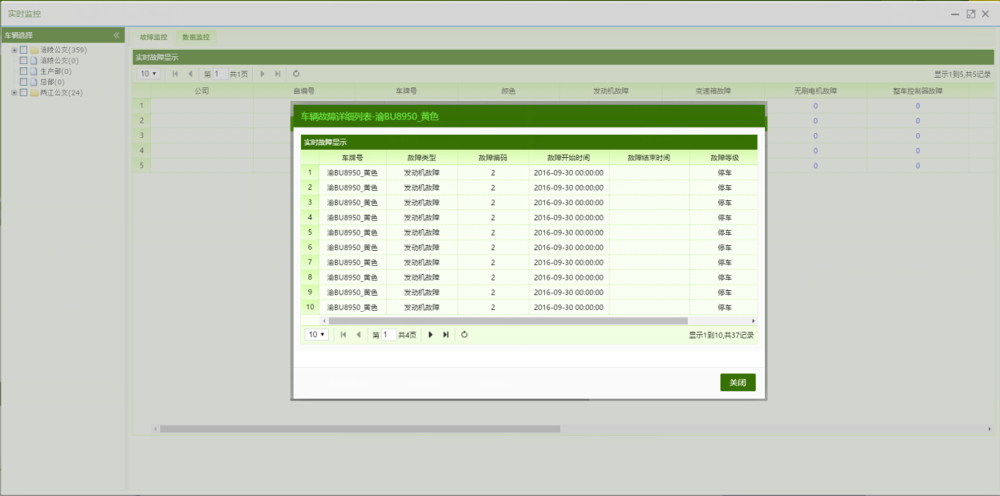 实时监控
车辆选择
涪陵公交(359)
涪陵公交(0)
生产部(0)
总部(0)
两江公交(24)
故障监控 数据监控
实时故障显示
10 第 1 共1页 显示1到5,共5记录
公司 自编号 车牌号 颜色 发动机故障 变速箱故障 无刷电机故障 整车控制器故障
1 0 0
2 0 0
3 0 0
4 0 0
5 0 0
车辆故障详细列表-渝BU8950_黄色
实时故障显示
车牌号 故障类型 故障编码 故障开始时间 故障结束时间 故障等级
1 渝BU8950_黄色 发动机故障 2 2016-09-30 00:00:00 停车
2 渝BU8950_黄色 发动机故障 2 2016-09-30 00:00:00 停车
3 渝BU8950_黄色 发动机故障 2 2016-09-30 00:00:00 停车
4 渝BU8950_黄色 发动机故障 2 2016-09-30 00:00:00 停车
5 渝BU8950_黄色 发动机故障 2 2016-09-30 00:00:00 停车
6 渝BU8950_黄色 发动机故障 2 2016-09-30 00:00:00 停车
7 渝BU8950_黄色 发动机故障 2 2016-09-30 00:00:00 停车
8 渝BU8950_黄色 发动机故障 2 2016-09-30 00:00:00 停车
9 渝BU8950_黄色 发动机故障 2 2016-09-30 00:00:00 停车
10 渝BU8950_黄色 发动机故障 2 2016-09-30 00:00:00 停车
10 第 1 共4页 显示1到10,共37记录
关闭